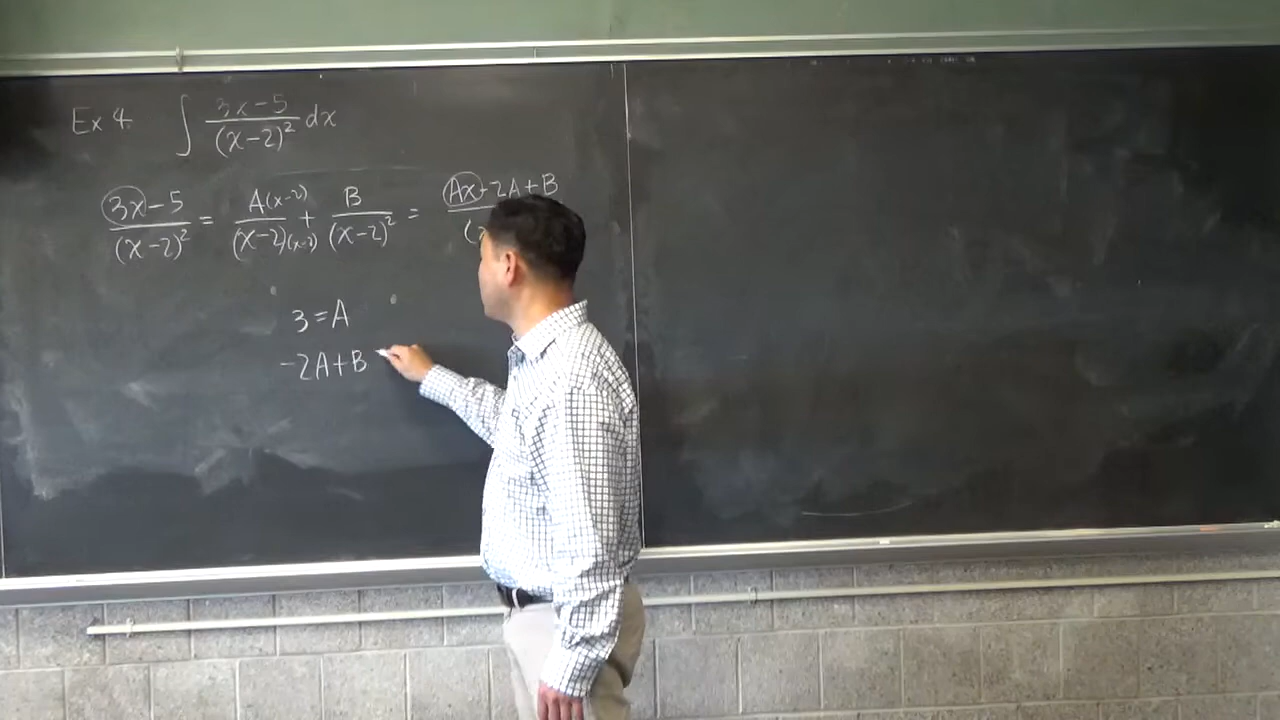 Ex 4. ∫ (3x-5)/(x-2)² dx
(3x-5)/(x-2)² = A(x-2)/(x-2)(x-2) + B/(x-2)² = (Ax-2A+B)/(
3=A
-2A+B